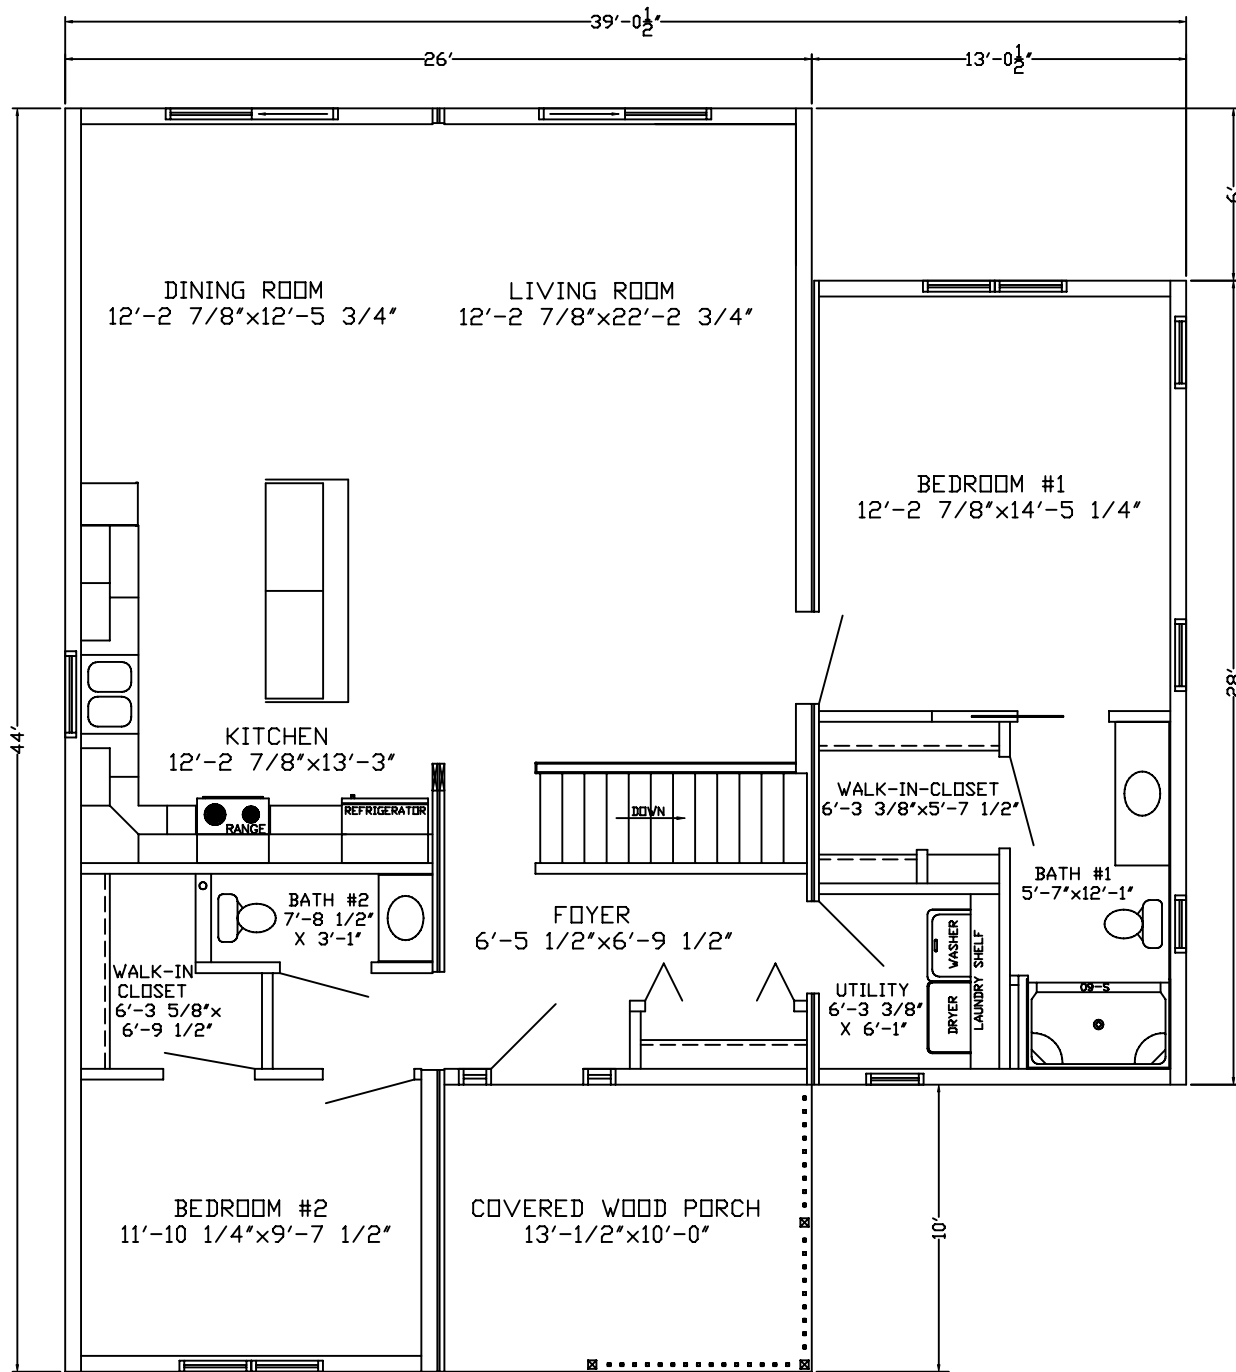 39'-0 1/2"
26'
13'-0 1/2"
6'
DINING ROOM
12'-2 7/8"x12'-5 3/4"
LIVING ROOM
12'-2 7/8"x22'-2 3/4"
BEDROOM #1
12'-2 7/8"x14'-5 1/4"
44'
28'
KITCHEN
12'-2 7/8"x13'-3"
RANGE
REFRIGERATOR
DOWN
WALK-IN-CLOSET
6'-3 3/8"x5'-7 1/2"
BATH #1
5'-7"x12'-1"
BATH #2
7'-8 1/2"
X 3'-1"
FOYER
6'-5 1/2"x6'-9 1/2"
WALK-IN
CLOSET
6'-3 5/8"x
6'-9 1/2"
UTILITY
6'-3 3/8"
X 6'-1"
WASHER
DRYER
LAUNDRY SHELF
S-60
BEDROOM #2
11'-10 1/4"x9'-7 1/2"
COVERED WOOD PORCH
13'-1/2"x10'-0"
10'